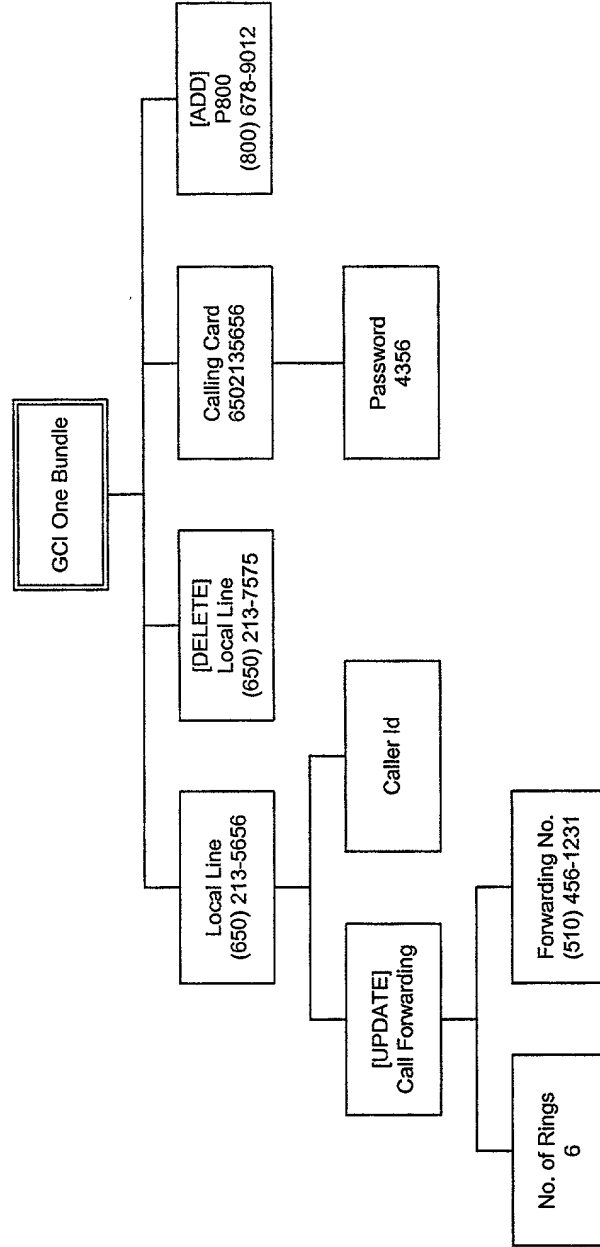 GCI One Bundle
Local Line
(650) 213-5656
[DELETE]
Local Line
(650) 213-7575
Calling Card
6502135656
[ADD]
P800
(800) 678-9012
[UPDATE]
Call Forwarding
Caller Id
Password
4356
No. of Rings
6
Forwarding No.
(510) 456-1231